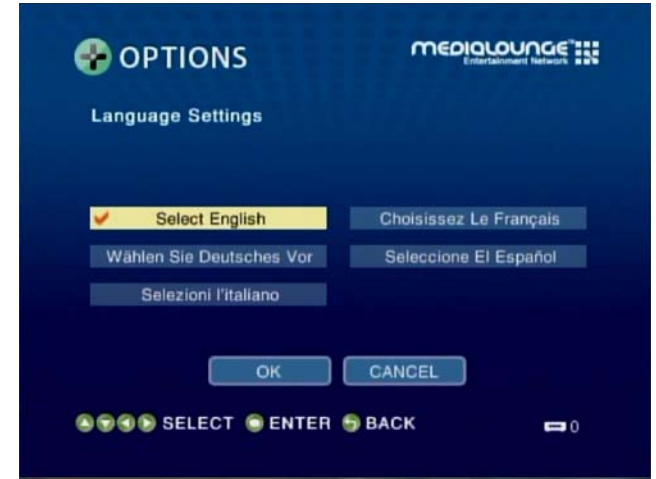 OPTIONS
MEDIALOUNGE™
Entertainment Network
Language Settings
Select English
Choisissez Le Français
Wählen Sie Deutsches Vor
Seleccione El Español
Selezioni l'italiano
OK
CANCEL
SELECT ENTER BACK
0